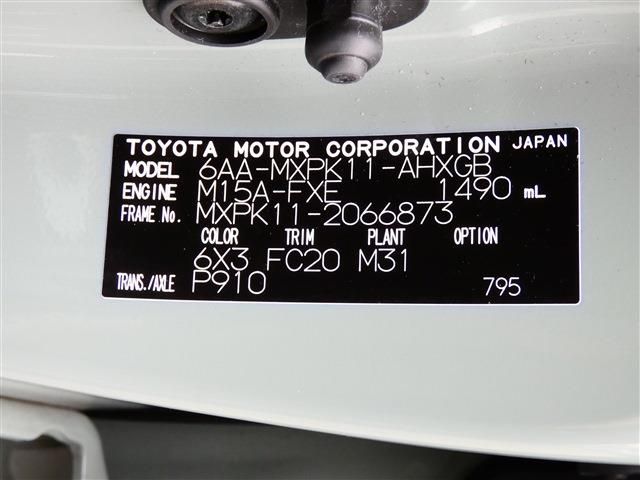 TOYOTA MOTOR CORPORATION JAPAN
MODEL 6AA-MXPK11-AHXGB
ENGINE M15A-FXE 1490 mL
FRAME No. MXPK11-2066873
COLOR TRIM PLANT OPTION
6X3 FC20 M31
TRANS./AXLE P910 795